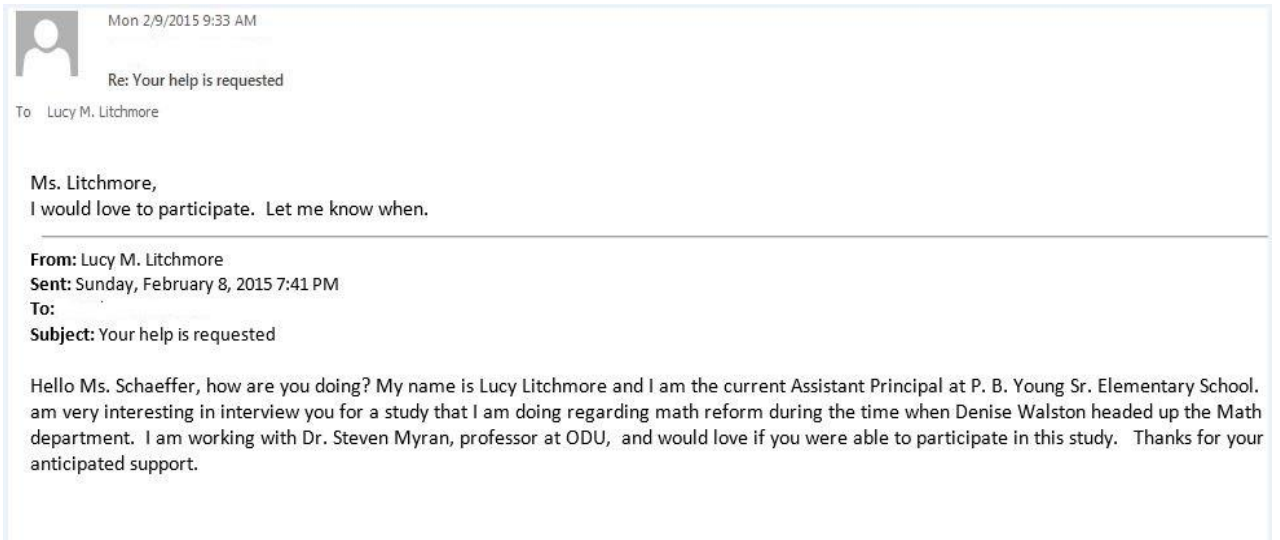 Mon 2/9/2015 9:33 AM
Re: Your help is requested
To Lucy M. Litchmore
Ms. Litchmore,
I would love to participate. Let me know when.
From: Lucy M. Litchmore
Sent: Sunday, February 8, 2015 7:41 PM
To:
Subject: Your help is requested
Hello Ms. Schaeffer, how are you doing? My name is Lucy Litchmore and I am the current Assistant Principal at P. B. Young Sr. Elementary School.
am very interesting in interview you for a study that I am doing regarding math reform during the time when Denise Walston headed up the Math
department. I am working with Dr. Steven Myran, professor at ODU, and would love if you were able to participate in this study. Thanks for your
anticipated support.